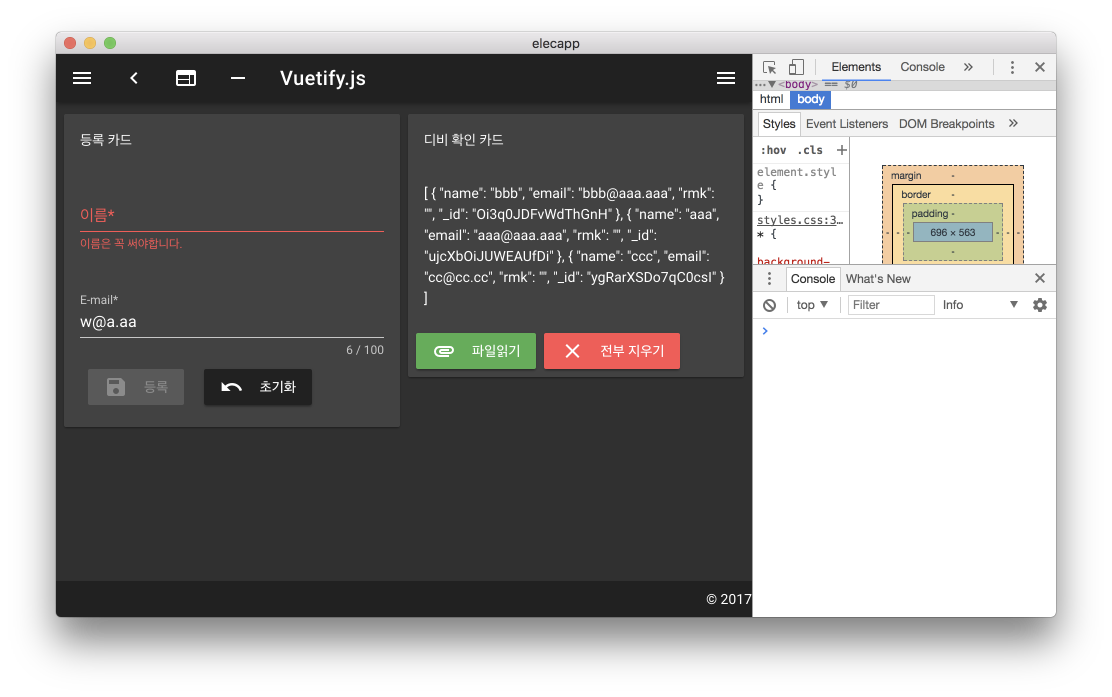 elecapp
Vuetify.js
등록 카드
이름*
이름은 꼭 써야합니다.
E-mail*
w@a.aa
6 / 100
등록
초기화
디비 확인 카드
[ { "name": "bbb", "email": "bbb@aaa.aaa", "rmk":
"", "_id": "Oi3q0JDFvWdThGnH" }, { "name": "aaa",
"email": "aaa@aaa.aaa", "rmk": "", "_id":
"ujcXbOiJUWEAUfDi" }, { "name": "ccc", "email":
"cc@cc.cc", "rmk": "", "_id": "ygRarXSDo7qC0csI" }
]
파일읽기
전부 지우기
© 2017
Elements
Console
»
…▼<body> == $0
html body
Styles Event Listeners DOM Breakpoints »
:hov .cls +
element.styl
e {
}
styles.css:3…
* {
background-
margin -
border -
padding -
- - - 696 × 563 - - -
-
Console What's New
top ▼
Filter
Info ▼
>